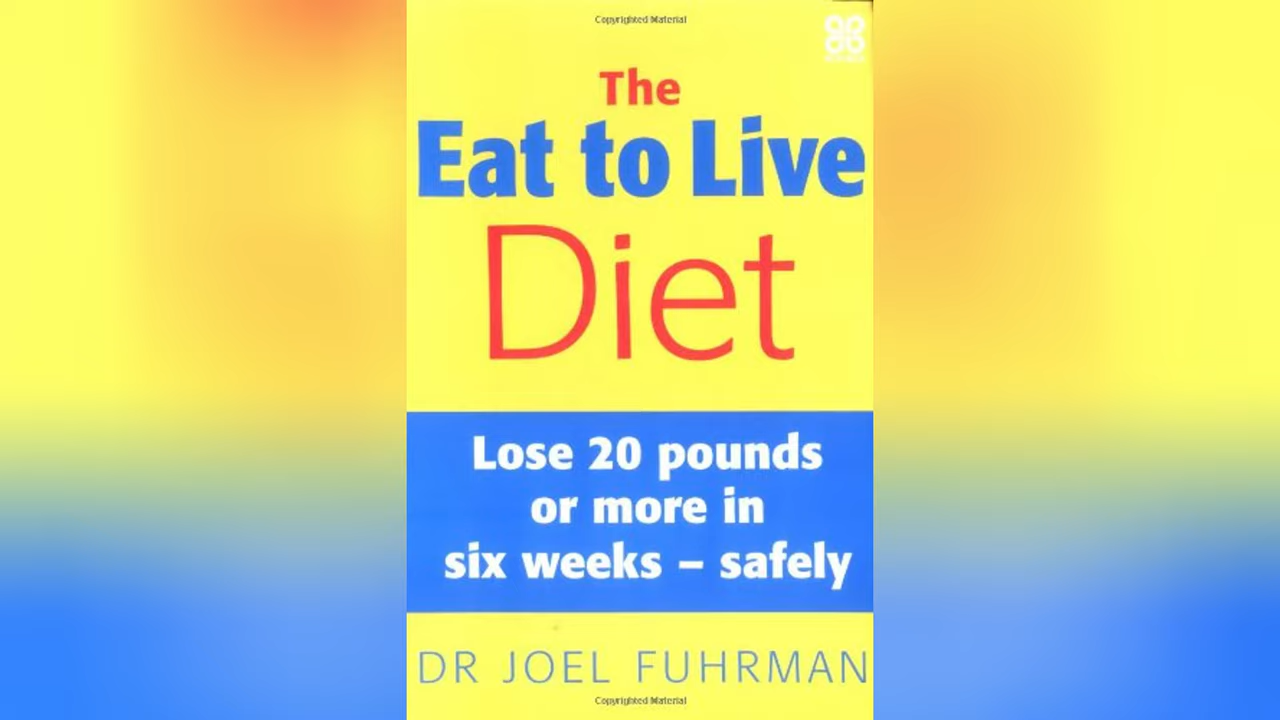 Copyrighted Material
The
Eat to Live
Diet
Lose 20 pounds
or more in
six weeks – safely
DR JOEL FUHRMAN
Copyrighted Material